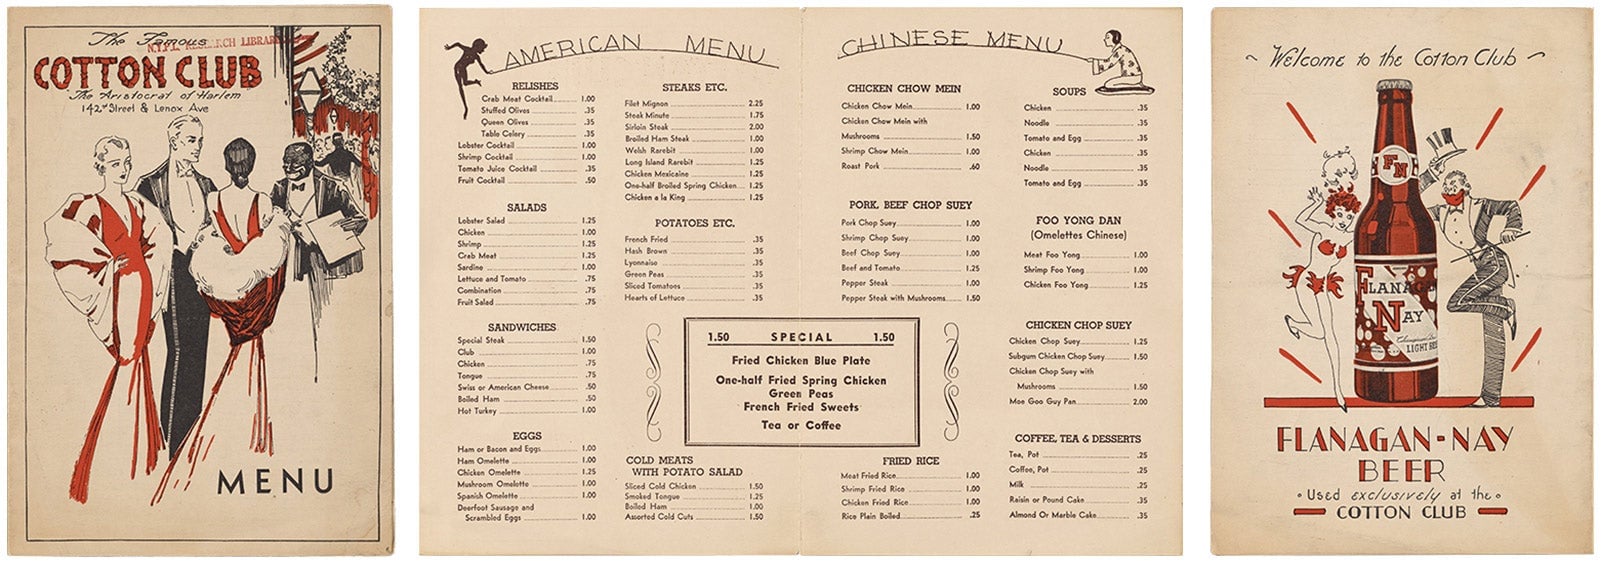 The Famous
N.Y.P.L. RESEARCH LIBRARIES
COTTON CLUB
The Aristocrat of Harlem
142nd Street & Lenox Ave
MENU
AMERICAN MENU
RELISHES
Crab Meat Cocktail 1.00
Stuffed Olives .35
Queen Olives .35
Table Celery .35
Lobster Cocktail 1.00
Shrimp Cocktail 1.00
Tomato Juice Cocktail .35
Fruit Cocktail .50
SALADS
Lobster Salad 1.25
Chicken 1.00
Shrimp 1.25
Crab Meat 1.25
Sardine 1.00
Lettuce and Tomato .75
Combination .75
Fruit Salad .75
SANDWICHES
Special Steak 1.50
Club 1.00
Chicken .75
Tongue .75
Swiss or American Cheese .50
Boiled Ham .50
Hot Turkey 1.00
EGGS
Ham or Bacon and Eggs 1.00
Ham Omelette 1.00
Chicken Omelette 1.25
Mushroom Omelette 1.00
Spanish Omelette 1.00
Deerfoot Sausage and
Scrambled Eggs 1.00
STEAKS ETC.
Filet Mignon 2.25
Steak Minute 1.75
Sirloin Steak 2.00
Broiled Ham Steak 1.00
Welsh Rarebit 1.00
Long Island Rarebit 1.25
Chicken Mexicaine 1.25
One-half Broiled Spring Chicken 1.25
Chicken a la King 1.25
POTATOES ETC.
French Fried .35
Hash Brown .35
Lyonnaise .35
Green Peas .35
Sliced Tomatoes .35
Hearts of Lettuce .35
1.50 SPECIAL 1.50
Fried Chicken Blue Plate
One-half Fried Spring Chicken
Green Peas
French Fried Sweets
Tea or Coffee
COLD MEATS
WITH POTATO SALAD
Sliced Cold Chicken 1.50
Smoked Tongue 1.25
Boiled Ham 1.00
Assorted Cold Cuts 1.50
CHINESE MENU
CHICKEN CHOW MEIN
Chicken Chow Mein 1.00
Chicken Chow Mein with
Mushrooms 1.50
Shrimp Chow Mein 1.00
Roast Pork .60
PORK, BEEF CHOP SUEY
Pork Chop Suey 1.00
Shrimp Chop Suey 1.00
Beef Chop Suey 1.00
Beef and Tomato 1.25
Pepper Steak 1.00
Pepper Steak with Mushrooms 1.50
FRIED RICE
Meat Fried Rice 1.00
Shrimp Fried Rice 1.00
Chicken Fried Rice 1.00
Rice Plain Boiled .25
SOUPS
Chicken .35
Noodle .35
Tomato and Egg .35
Chicken .35
Noodle .35
Tomato and Egg .35
FOO YONG DAN
(Omelettes Chinese)
Meat Foo Yong 1.00
Shrimp Foo Yong 1.00
Chicken Foo Yong 1.25
CHICKEN CHOP SUEY
Chicken Chop Suey 1.25
Subgum Chicken Chop Suey 1.50
Chicken Chop Suey with
Mushrooms 1.50
Moe Goo Guy Pan 2.00
COFFEE, TEA & DESSERTS
Tea, Pot .25
Coffee, Pot .25
Milk .25
Raisin or Pound Cake .35
Almond Or Marble Cake .35
Welcome to the Cotton Club
FN
FLANAGAN
NAY
LIGHT BEER
FLANAGAN-NAY
BEER
Used exclusively at the
COTTON CLUB